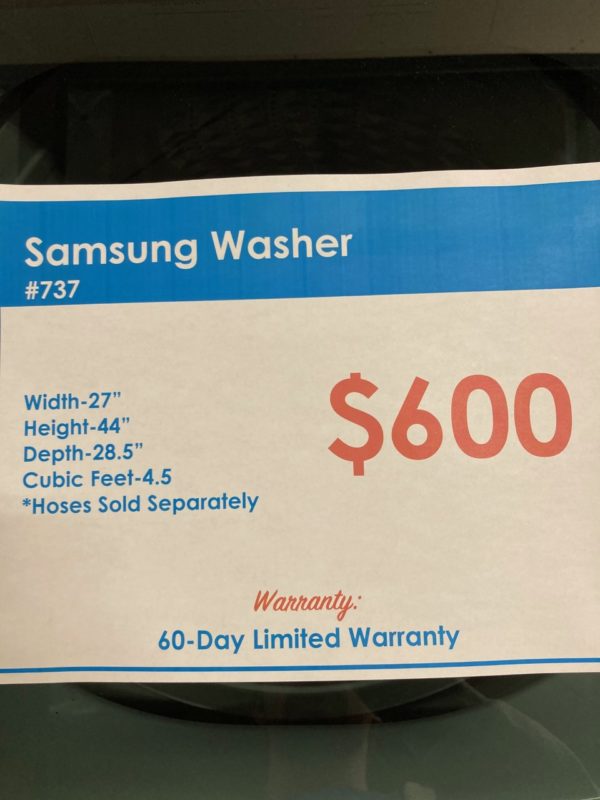 Samsung Washer
#737
Width-27”
Height-44”
Depth-28.5”
Cubic Feet-4.5
*Hoses Sold Separately
$600
Warranty:
60-Day Limited Warranty